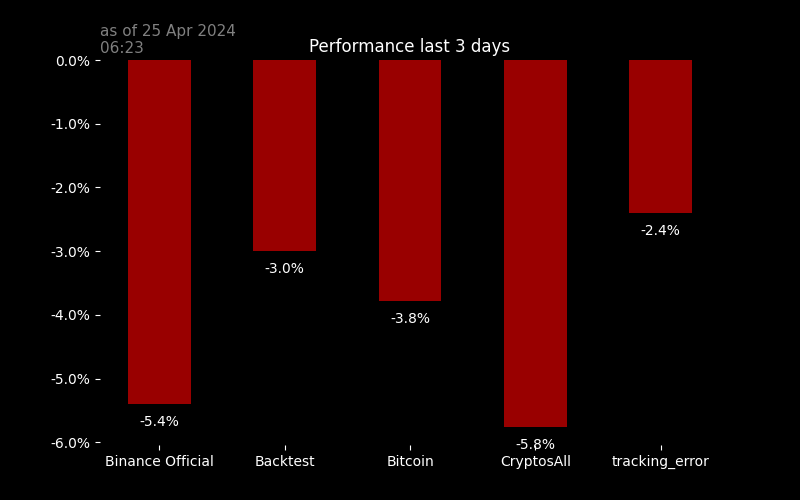 as of 25 Apr 2024
06:23
Performance last 3 days
0.0%
-1.0%
-2.0%
-3.0%
-4.0%
-5.0%
-6.0%
-5.4%
-3.0%
-3.8%
-5.8%
-2.4%
Binance Official
Backtest
Bitcoin
CryptosAll
tracking_error